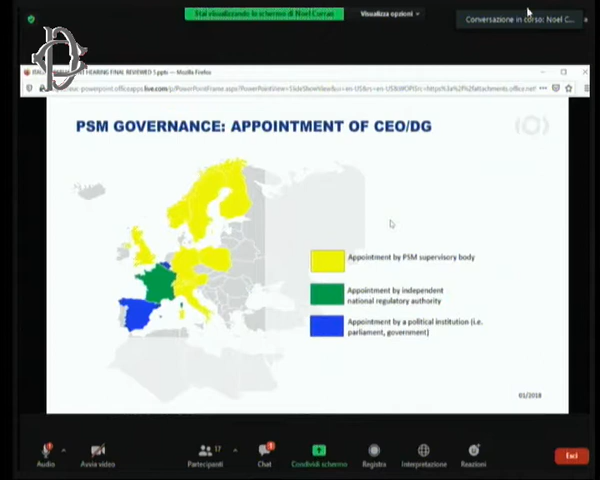 Stai visualizzando lo schermo di Noel Curran
Visualizza opzioni
Conversazione in corso: Noel C...
HEARING FINAL REVIEWED
Mozilla Firefox
PSM GOVERNANCE: APPOINTMENT OF CEO/DG
Appointment by PSM supervisory body
Appointment by independent
national regulatory authority
Appointment by a political institution (i.e.
parliament, government)
01/2018
Audio
Avvia video
Partecipanti
17
Chat
Condividi schermo
Registra
Interpretazione
Reazioni
Esci